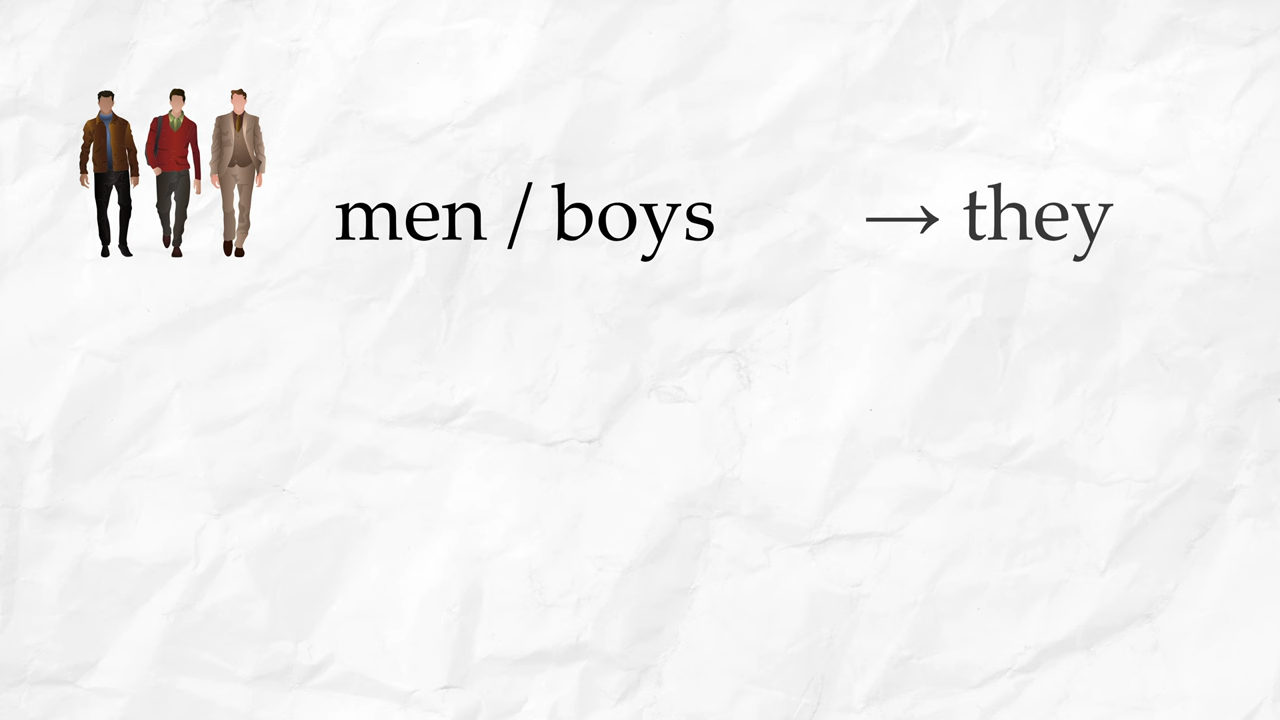 men / boys → they